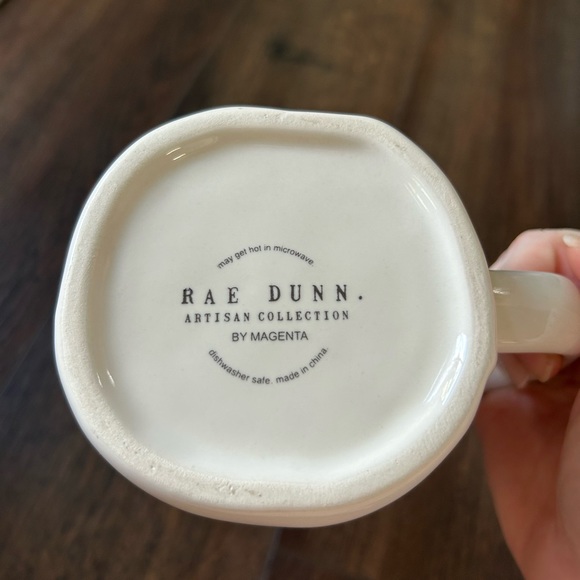 may get hot in microwave.
RAE DUNN.
ARTISAN COLLECTION
BY MAGENTA
dishwasher safe. made in china.